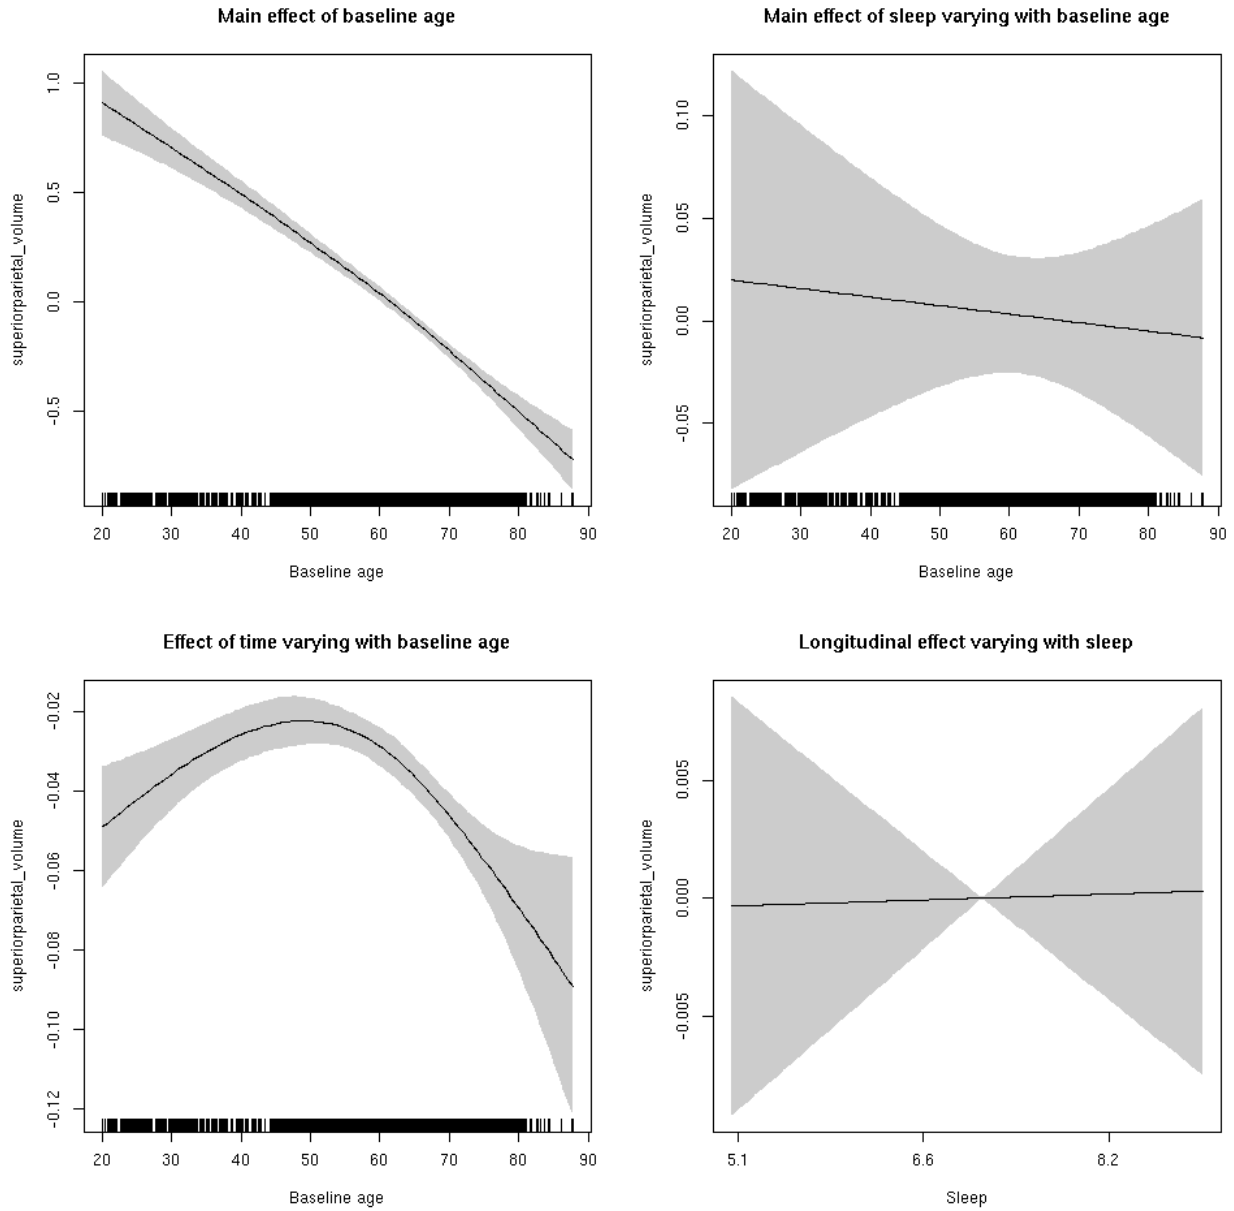 Main effect of baseline age
superiorparietal_volume
1.0
0.5
0.0
-0.5
20 30 40 50 60 70 80 90
Baseline age
Main effect of sleep varying with baseline age
superiorparietal_volume
0.10
0.05
0.00
-0.05
20 30 40 50 60 70 80 90
Baseline age
Effect of time varying with baseline age
superiorparietal_volume
-0.02
-0.04
-0.06
-0.08
-0.10
-0.12
20 30 40 50 60 70 80 90
Baseline age
Longitudinal effect varying with sleep
superiorparietal_volume
0.005
0.000
-0.005
5.1 6.6 8.2
Sleep